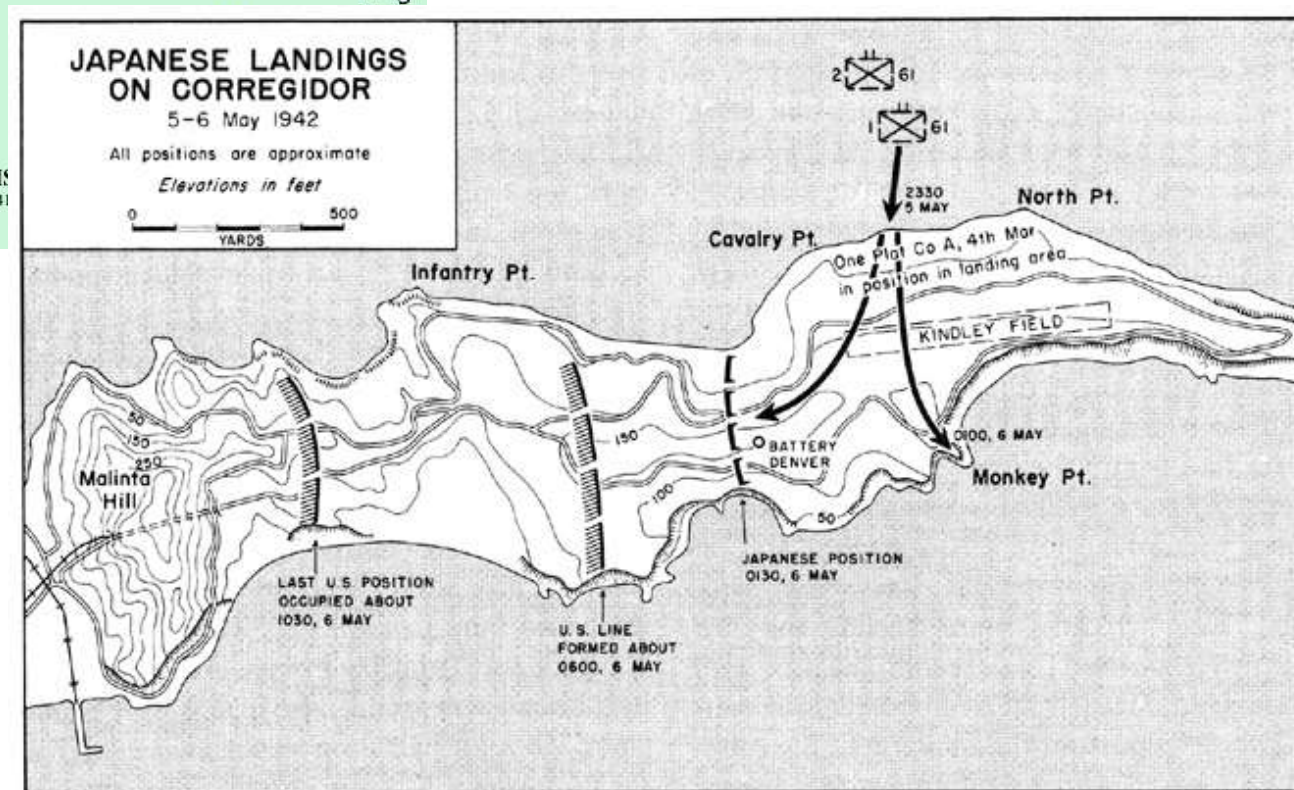 JAPANESE LANDINGS
ON CORREGIDOR
5-6 May 1942
All positions are approximate
Elevations in feet
0 500
YARDS
2 61
1 61
2330
5 MAY
North Pt.
Cavalry Pt.
One Plat Co A, 4th Mar
in position in landing area
Infantry Pt.
KINDLEY FIELD
50
150
250
Malinta
Hill
150
BATTERY
DENVER
0100, 6 MAY
Monkey Pt.
100
50
JAPANESE POSITION
0130, 6 MAY
LAST U.S. POSITION
OCCUPIED ABOUT
1030, 6 MAY
U.S. LINE
FORMED ABOUT
0600, 6 MAY